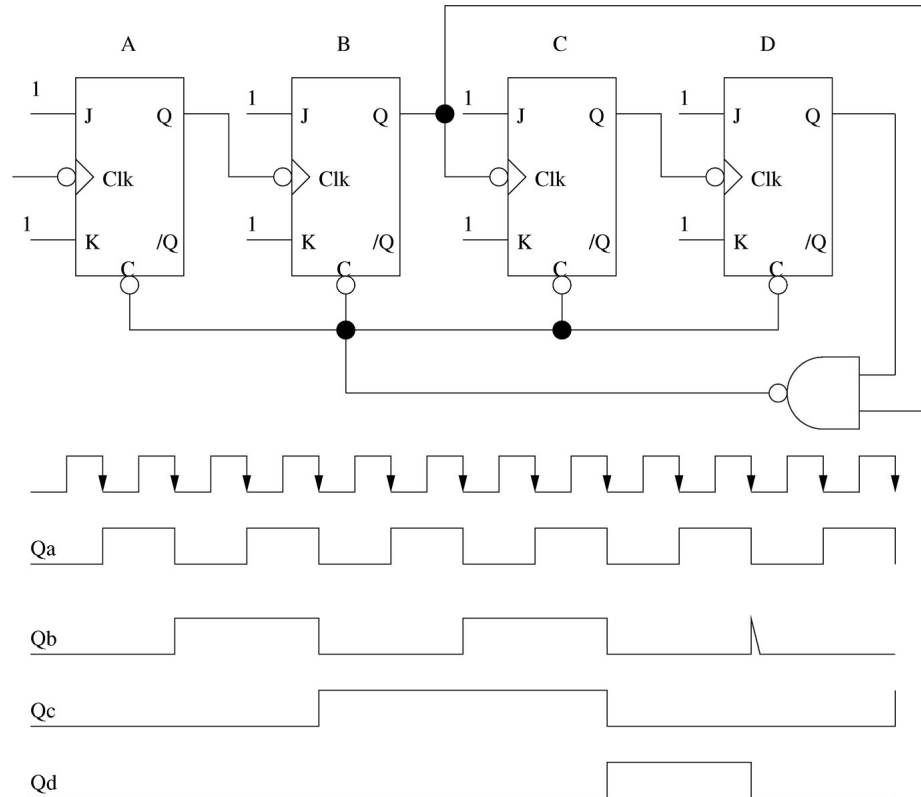 A B C D
1 1 1 1
J Q J Q J Q J Q
Clk Clk Clk Clk
1 1 1 1
K /Q K /Q K /Q K /Q
C C C C
Qa
Qb
Qc
Qd